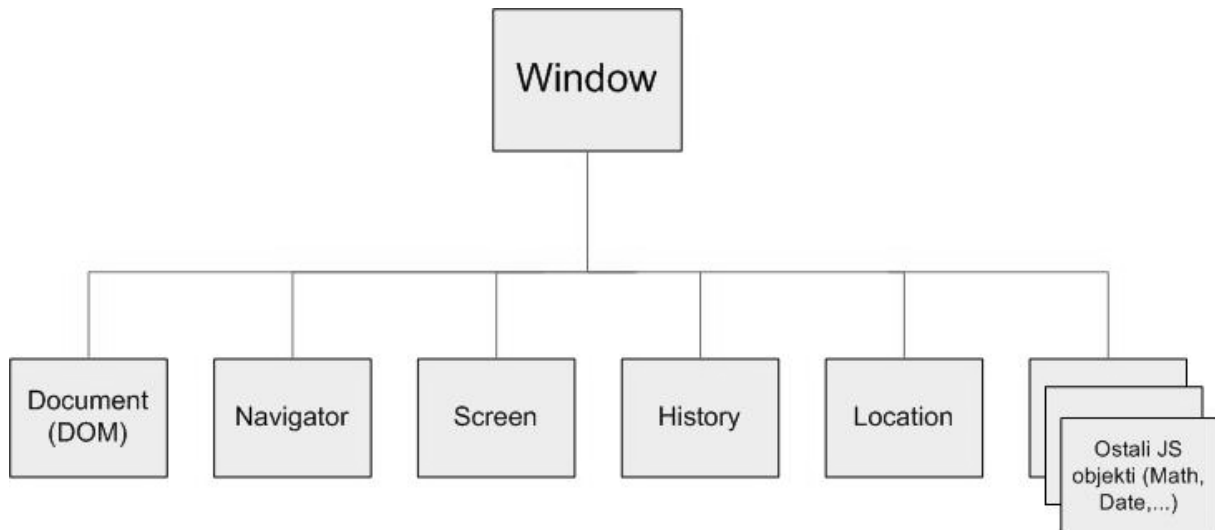 Window
Document
(DOM)
Navigator
Screen
History
Location
Ostali JS
objekti (Math,
Date,...)